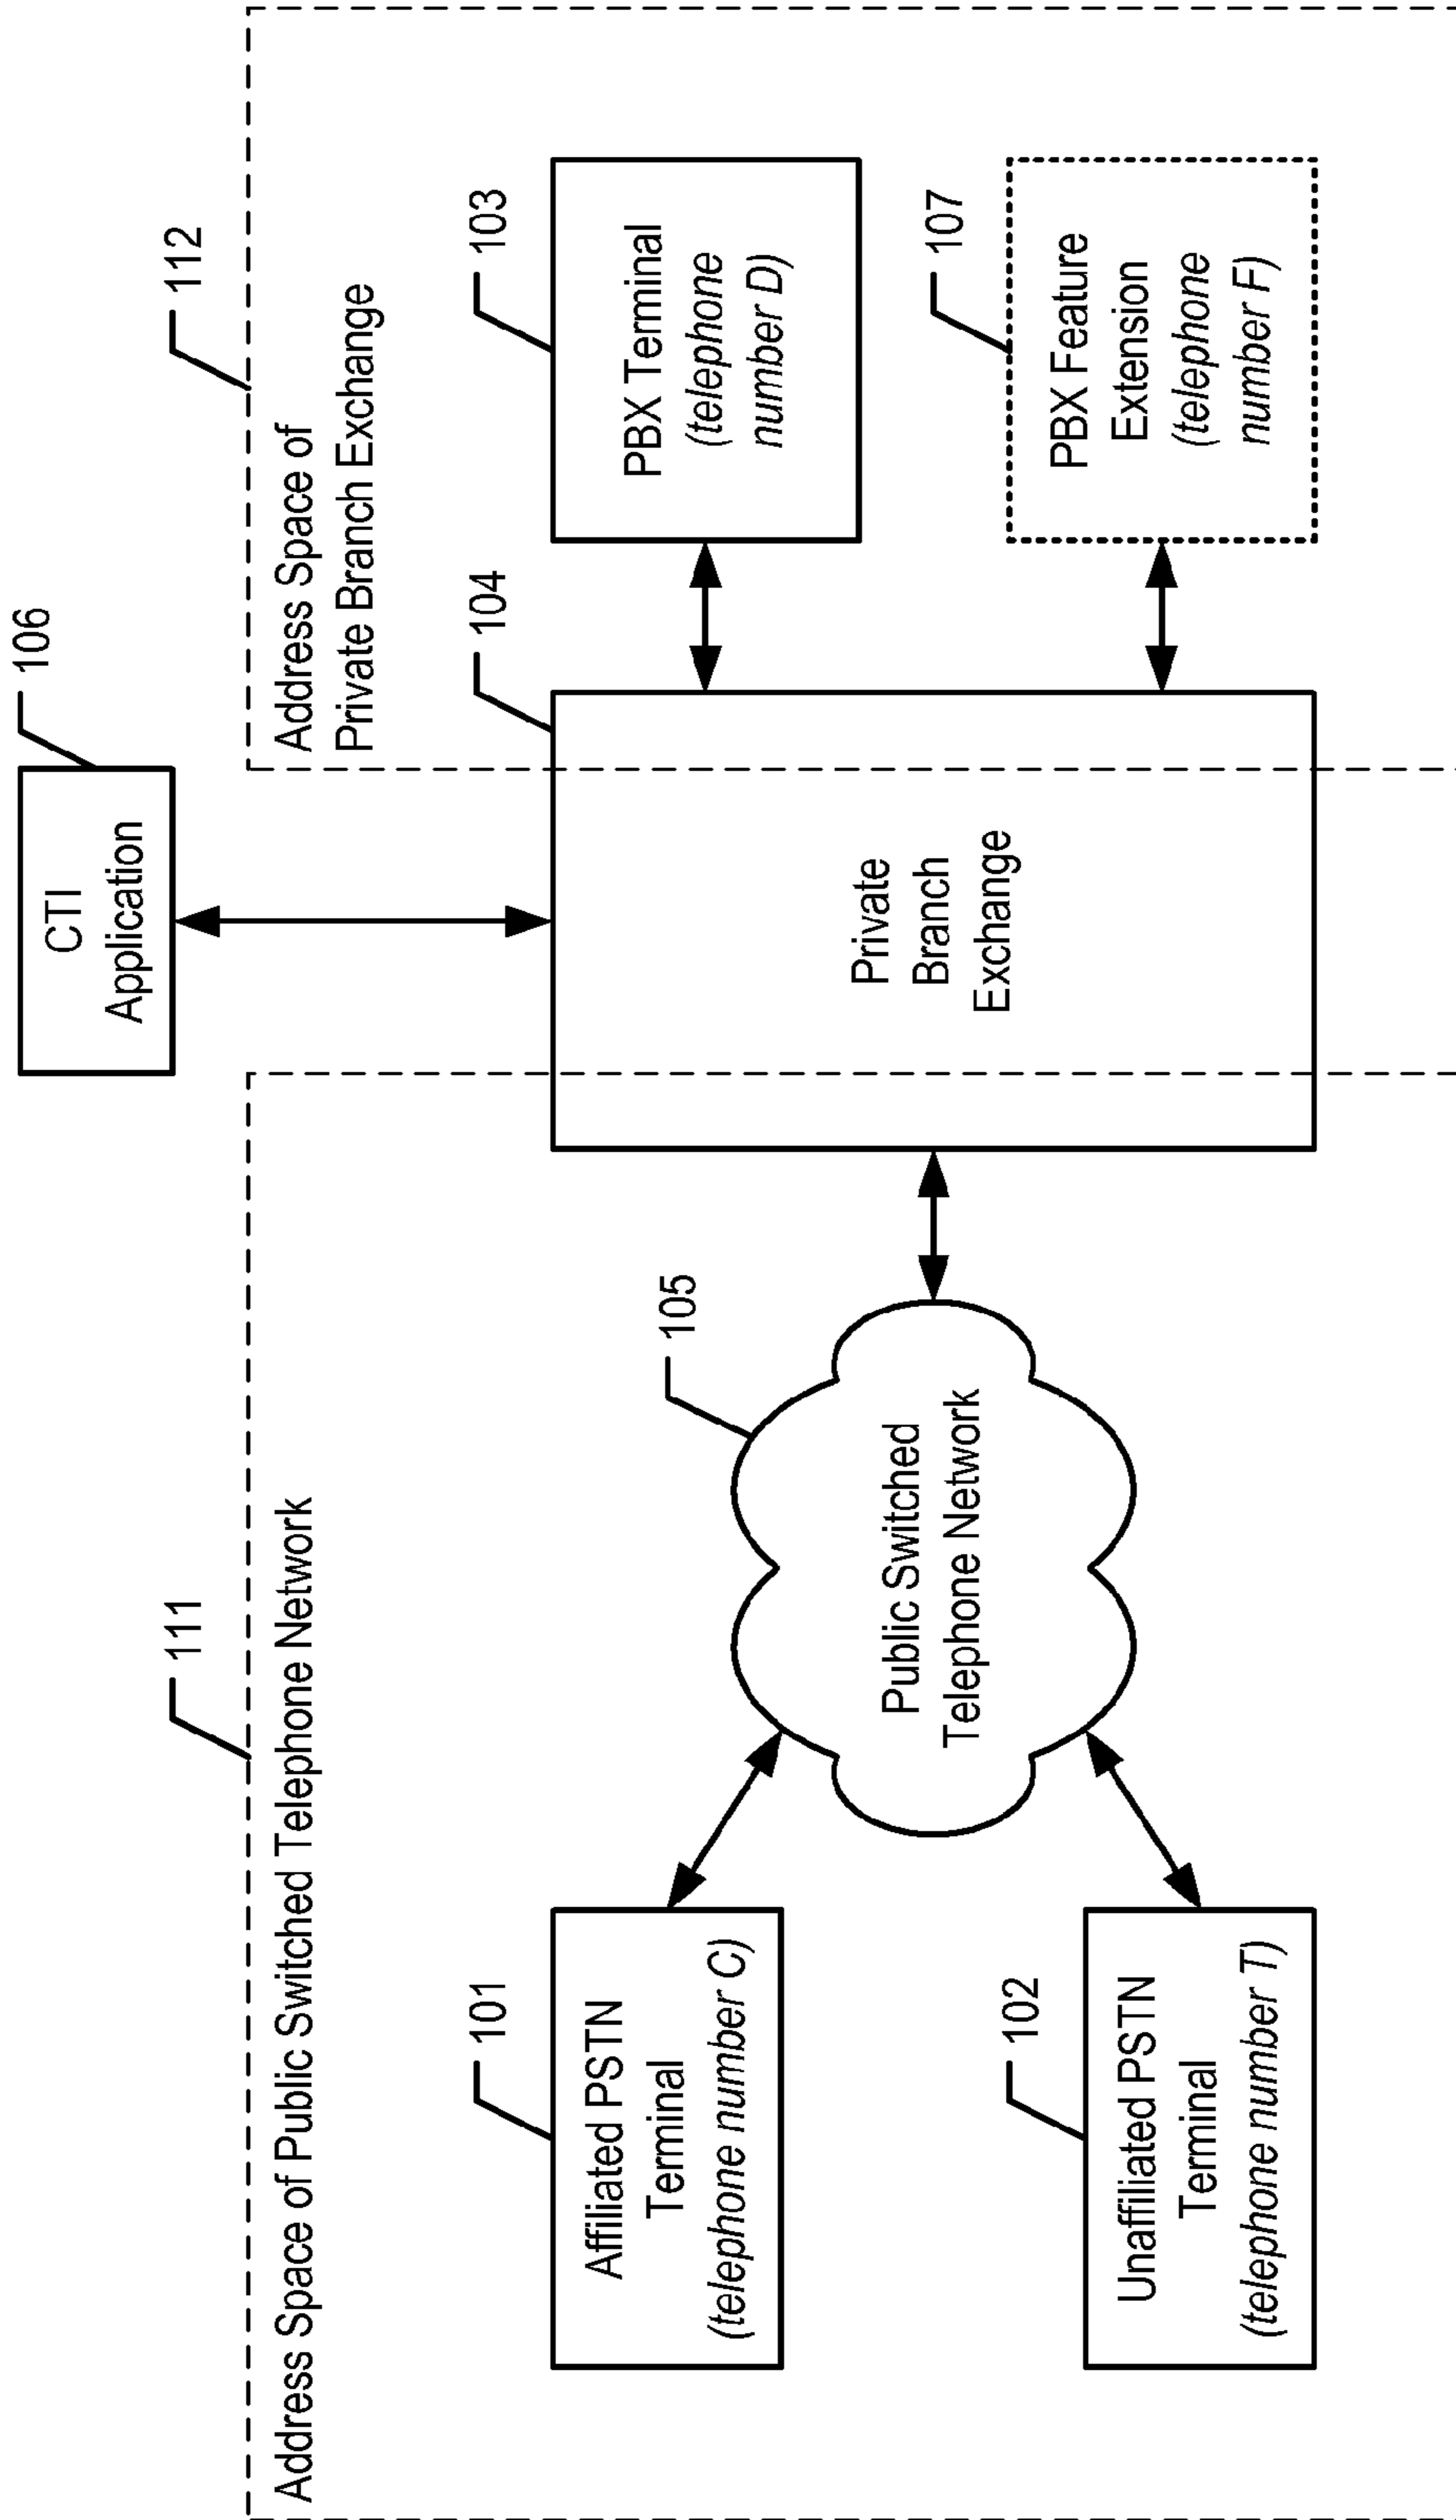 111
Address Space of Public Switched Telephone Network
106
CTI
Application
112
Address Space of
Private Branch Exchange
101
Affiliated PSTN
Terminal
(telephone number C)
102
Unaffiliated PSTN
Terminal
(telephone number T)
105
Public Switched
Telephone Network
104
Private
Branch
Exchange
103
PBX Terminal
(telephone
number D)
107
PBX Feature
Extension
(telephone
number F)